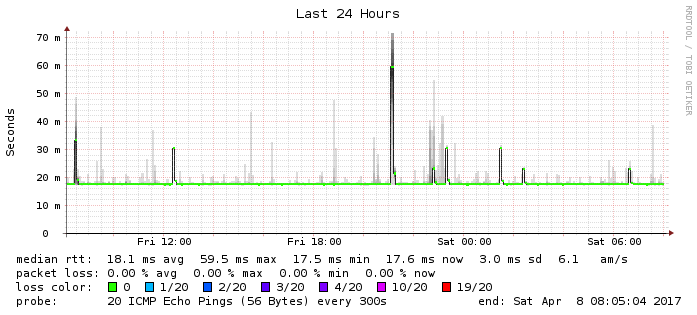 Last 24 Hours
RRDTOOL / TOBI OETIKER
Seconds
70 m
60 m
50 m
40 m
30 m
20 m
10 m
0
Fri 12:00 Fri 18:00 Sat 00:00 Sat 06:00
median rtt: 18.1 ms avg 59.5 ms max 17.5 ms min 17.6 ms now 3.0 ms sd 6.1 am/s
packet loss: 0.00 % avg 0.00 % max 0.00 % min 0.00 % now
loss color: 0 1/20 2/20 3/20 4/20 10/20 19/20
probe: 20 ICMP Echo Pings (56 Bytes) every 300s end: Sat Apr 8 08:05:04 2017